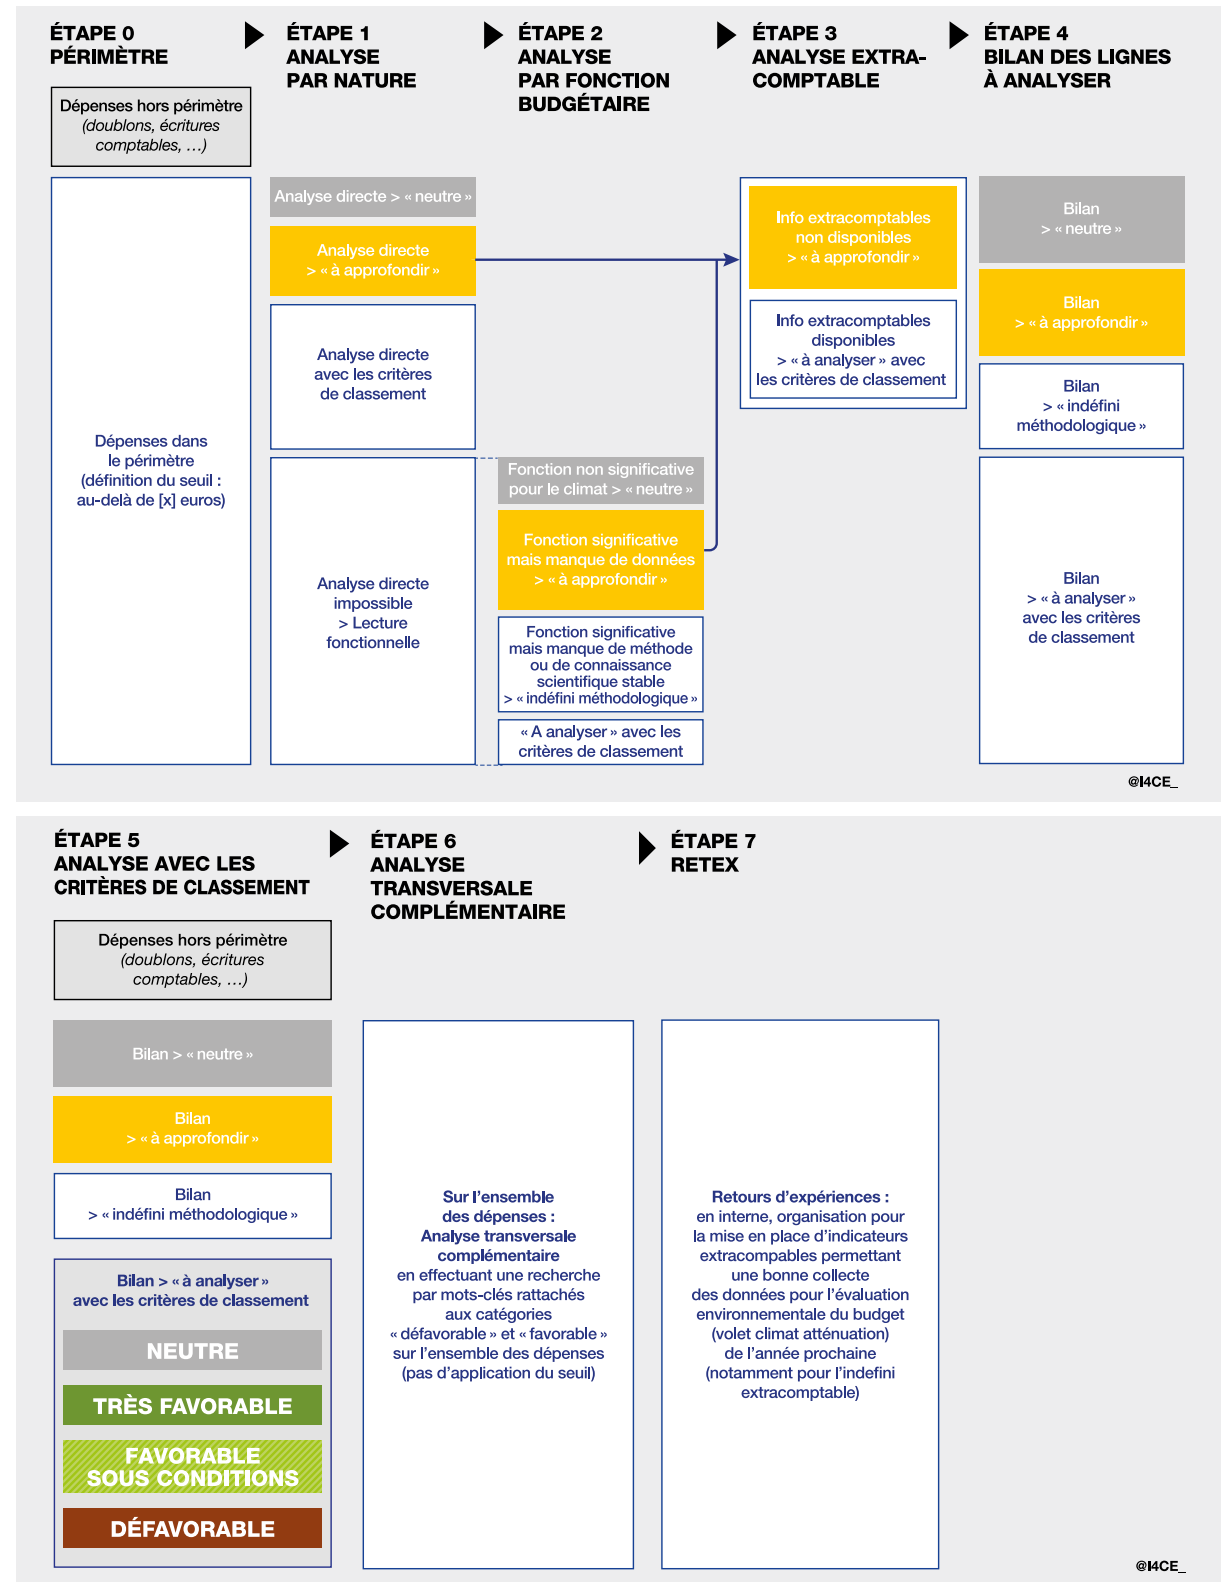 ÉTAPE 0
PÉRIMÈTRE
Dépenses hors périmètre
(doublons, écritures
comptables, …)
Dépenses dans
le périmètre
(définition du seuil :
au-delà de [x] euros)
ÉTAPE 1
ANALYSE
PAR NATURE
Analyse directe > « neutre »
Analyse directe
> « à approfondir »
Analyse directe
avec les critères
de classement
Analyse directe
impossible
> Lecture
fonctionnelle
ÉTAPE 2
ANALYSE
PAR FONCTION
BUDGÉTAIRE
Fonction non significative
pour le climat > « neutre »
Fonction significative
mais manque de données
> « à approfondir »
Fonction significative
mais manque de méthode
ou de connaissance
scientifique stable
> « indéfini méthodologique »
« A analyser » avec les
critères de classement
ÉTAPE 3
ANALYSE EXTRA-
COMPTABLE
Info extracomptables
non disponibles
> « à approfondir »
Info extracomptables
disponibles
> « à analyser » avec
les critères de classement
ÉTAPE 4
BILAN DES LIGNES
À ANALYSER
Bilan
> « neutre »
Bilan
> « à approfondir »
Bilan
> « indéfini
méthodologique »
Bilan
> « à analyser »
avec les critères
de classement
@I4CE_
ÉTAPE 5
ANALYSE AVEC LES
CRITÈRES DE CLASSEMENT
Dépenses hors périmètre
(doublons, écritures
comptables, …)
Bilan > « neutre »
Bilan
> « à approfondir »
Bilan
> « indéfini méthodologique »
Bilan > « à analyser »
avec les critères de classement
NEUTRE
TRÈS FAVORABLE
FAVORABLE
SOUS CONDITIONS
DÉFAVORABLE
ÉTAPE 6
ANALYSE
TRANSVERSALE
COMPLÉMENTAIRE
Sur l'ensemble
des dépenses :
Analyse transversale
complémentaire
en effectuant une recherche
par mots-clés rattachés
aux catégories
« défavorable » et « favorable »
sur l'ensemble des dépenses
(pas d'application du seuil)
ÉTAPE 7
RETEX
Retours d'expériences :
en interne, organisation pour
la mise en place d'indicateurs
extracompables permettant
une bonne collecte
des données pour l'évaluation
environnementale du budget
(volet climat atténuation)
de l'année prochaine
(notamment pour l'indefini
extracomptable)
@I4CE_